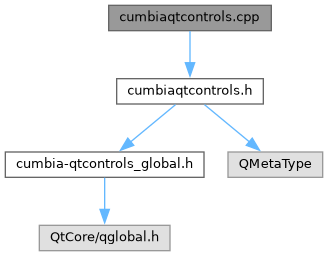 cumbiaqtcontrols.cpp
cumbiaqtcontrols.h
cumbia-qtcontrols_global.h
QMetaType
QtCore/qglobal.h